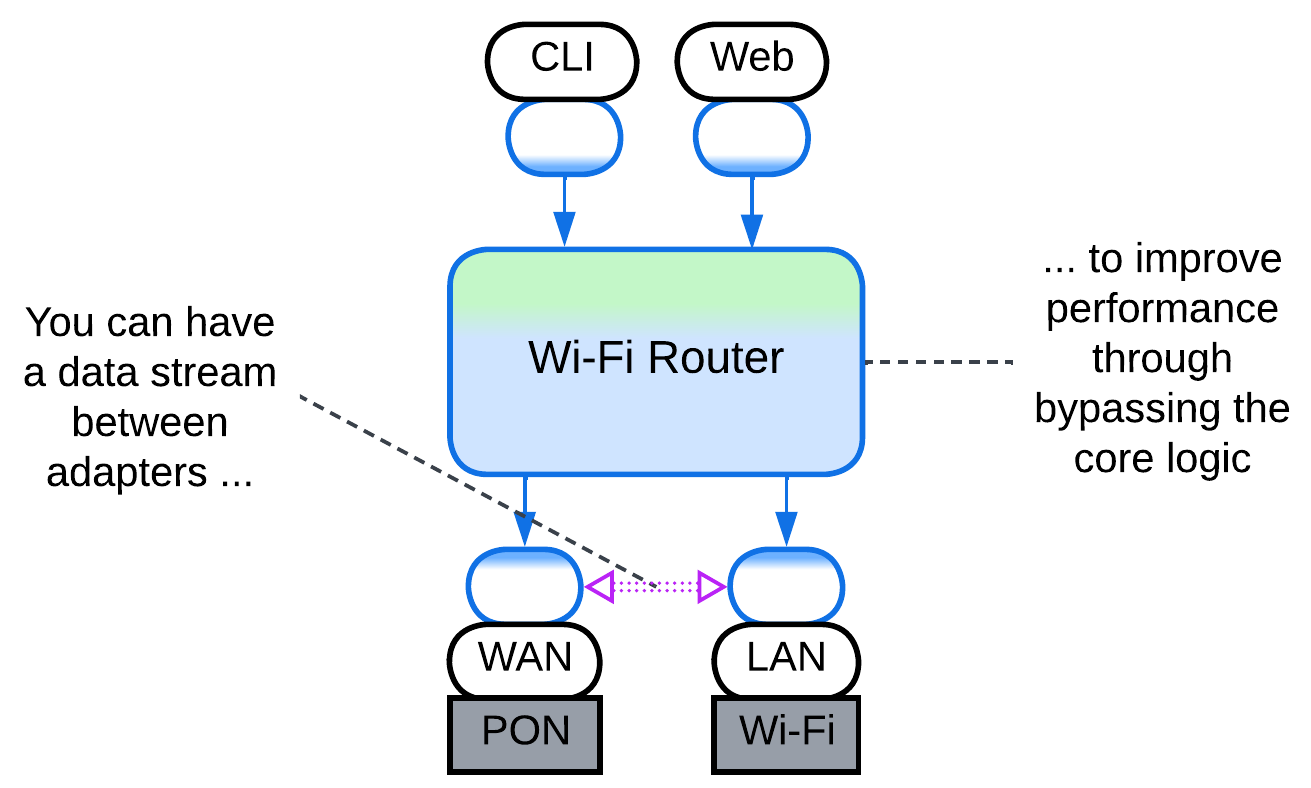 CLI
Web
You can have
a data stream
between
adapters ...
Wi-Fi Router
... to improve
performance
through
bypassing the
core logic
WAN
LAN
PON
Wi-Fi